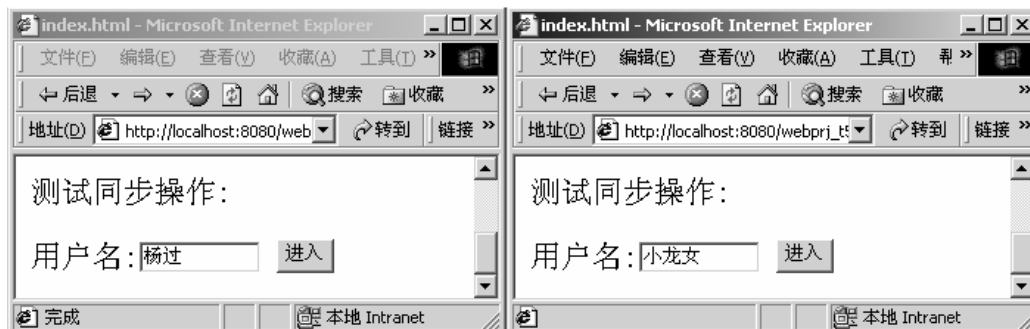 index.html - Microsoft Internet Explorer
文件(F) 编辑(E) 查看(V) 收藏(A) 工具(T) »
后退 搜索 收藏 »
地址(D) http://localhost:8080/web 转到 链接 »
测试同步操作:
用户名: 杨过 进入
完成 本地 Intranet
index.html - Microsoft Internet Explorer
文件(F) 编辑(E) 查看(V) 收藏(A) 工具(T) 帮 »
后退 搜索 收藏 »
地址(D) http://localhost:8080/webprj_t 转到 链接 »
测试同步操作:
用户名: 小龙女 进入
本地 Intranet